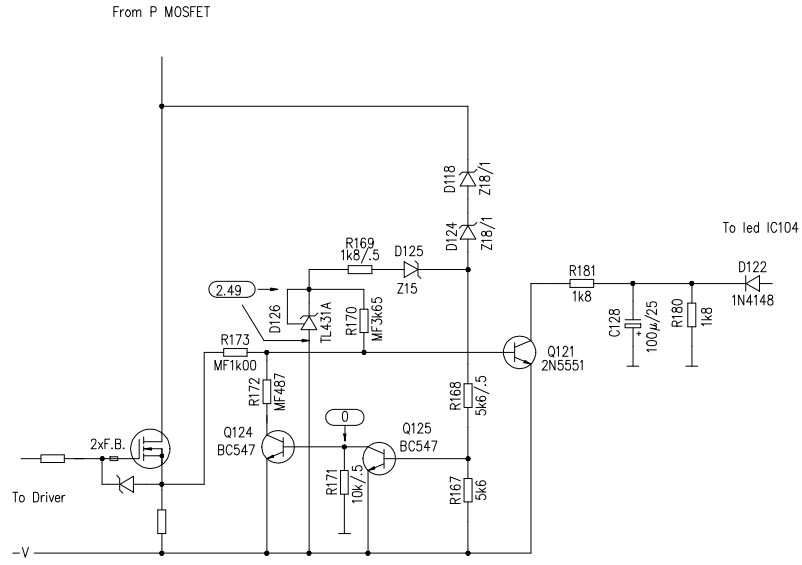 From P MOSFET
D118
Z18/1
D124
Z18/1
To led IC104
R169
1k8/.5
D125
Z15
R181
1k8
D122
1N4148
2.49
D126
TL431A
R170
MF3k65
C128
100µ/25
+
R180
1k8
R173
MF1k00
Q121
2N5551
R172
MF487
R168
5k6/.5
0
Q124
BC547
Q125
BC547
2xF.B.
R171
10k/.5
R167
5k6
To Driver
-V